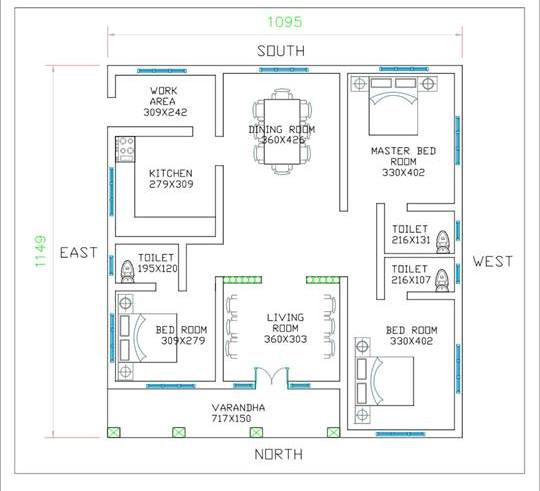 1095
SOUTH
WORK
AREA
309X242
DINING ROOM
360X426
MASTER BED
ROOM
330X402
KITCHEN
279X309
1149
EAST
TOILET
195X120
TOILET
216X131
TOILET
216X107
WEST
BED ROOM
309X279
LIVING
ROOM
360X303
BED ROOM
330X402
VARANDHA
717X150
NORTH